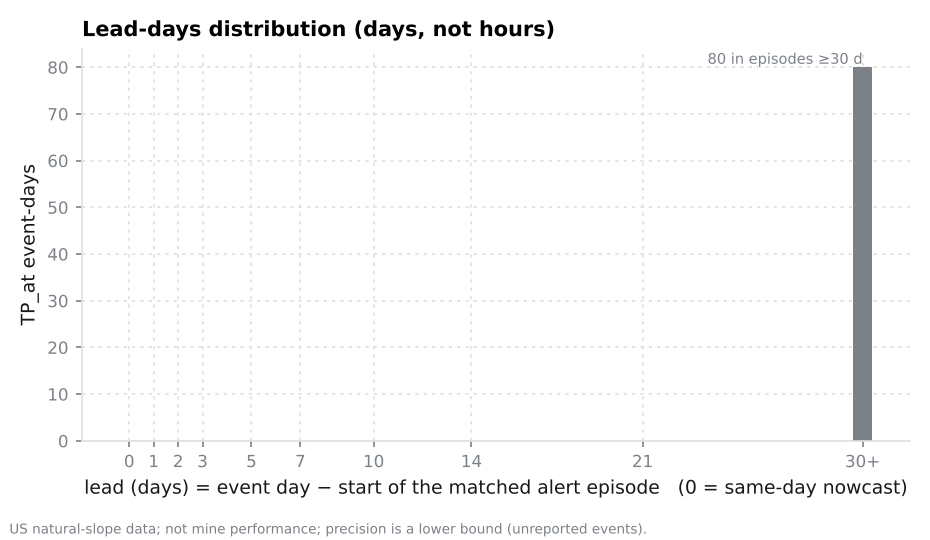 Lead-days distribution (days, not hours)
80 in episodes ≥30 d
TP_at event-days
80
70
60
50
40
30
20
10
0
0 1 2 3 5 7 10 14 21 30+
lead (days) = event day − start of the matched alert episode (0 = same-day nowcast)
US natural-slope data; not mine performance; precision is a lower bound (unreported events).